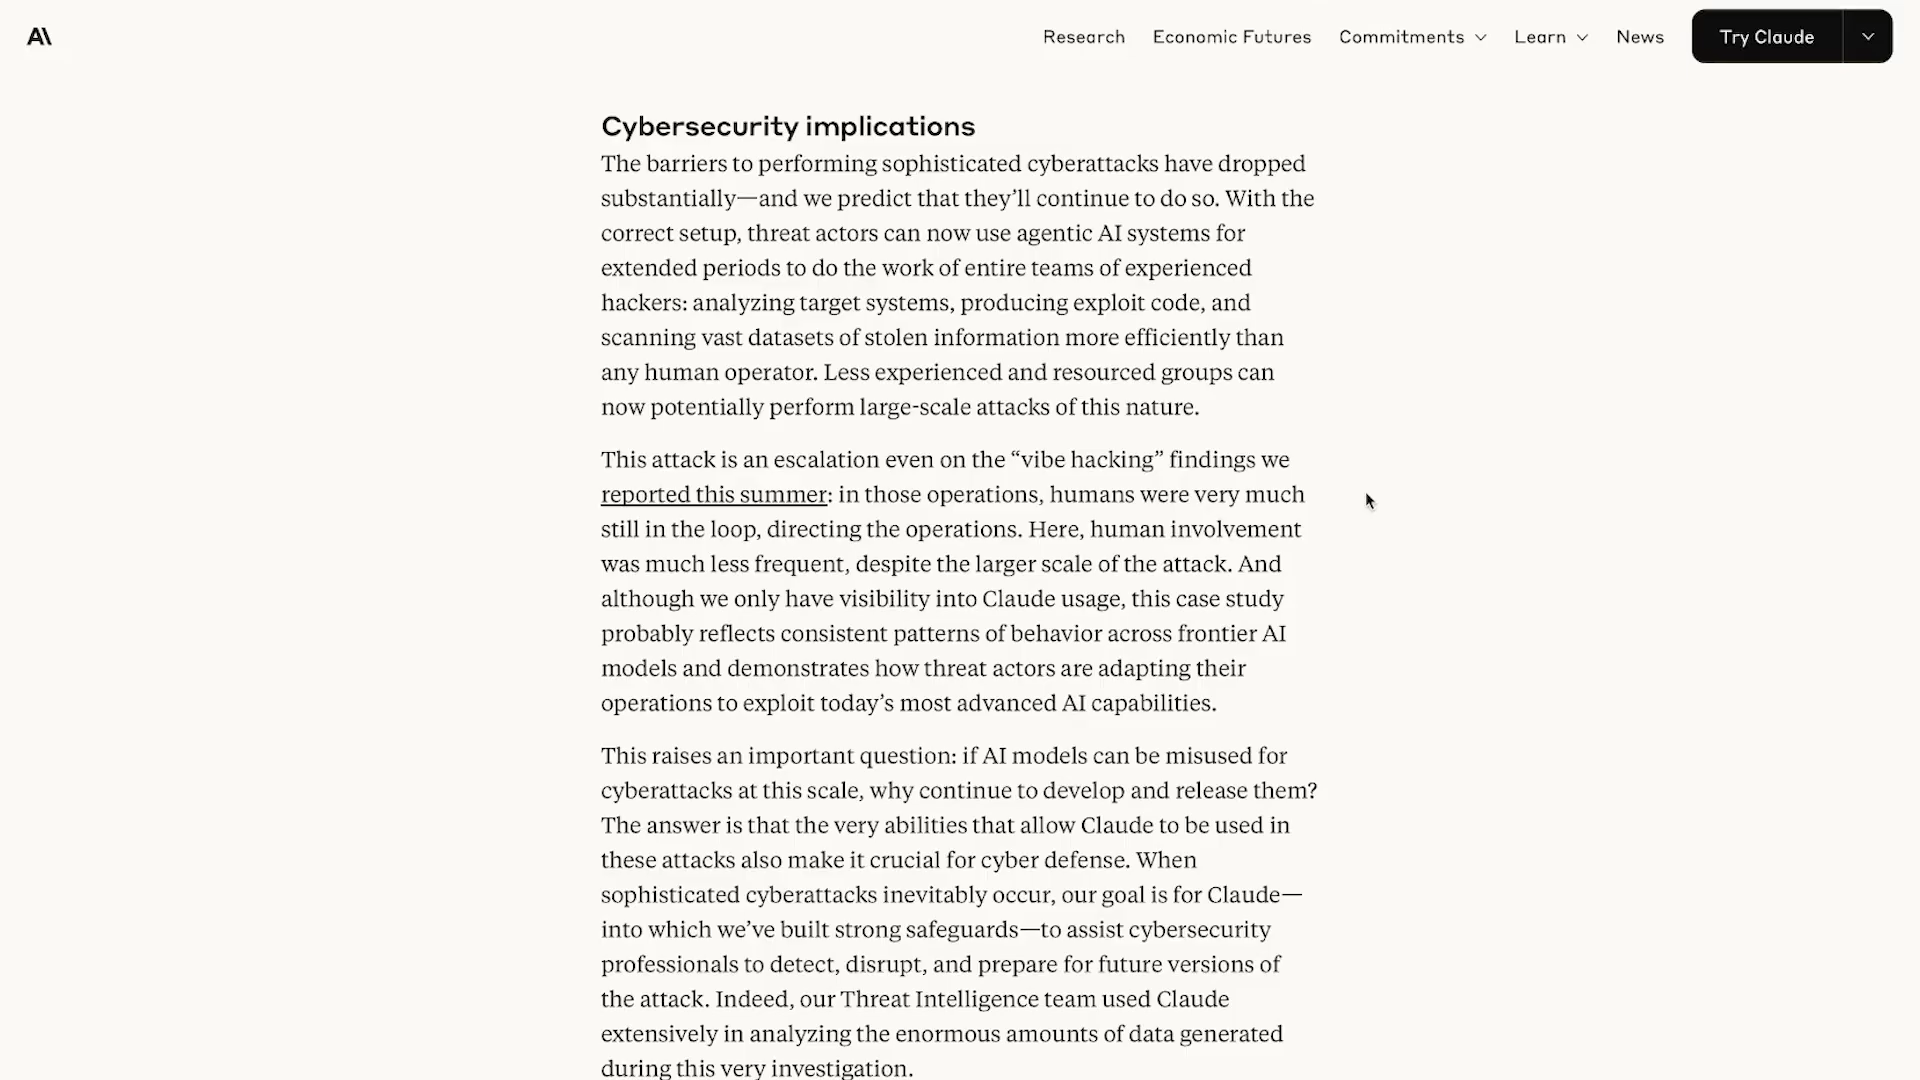 A\
Research
Economic Futures
Commitments
Learn
News
Try Claude
Cybersecurity implications
The barriers to performing sophisticated cyberattacks have dropped
substantially—and we predict that they’ll continue to do so. With the
correct setup, threat actors can now use agentic AI systems for
extended periods to do the work of entire teams of experienced
hackers: analyzing target systems, producing exploit code, and
scanning vast datasets of stolen information more efficiently than
any human operator. Less experienced and resourced groups can
now potentially perform large-scale attacks of this nature.
This attack is an escalation even on the “vibe hacking” findings we
reported this summer: in those operations, humans were very much
still in the loop, directing the operations. Here, human involvement
was much less frequent, despite the larger scale of the attack. And
although we only have visibility into Claude usage, this case study
probably reflects consistent patterns of behavior across frontier AI
models and demonstrates how threat actors are adapting their
operations to exploit today’s most advanced AI capabilities.
This raises an important question: if AI models can be misused for
cyberattacks at this scale, why continue to develop and release them?
The answer is that the very abilities that allow Claude to be used in
these attacks also make it crucial for cyber defense. When
sophisticated cyberattacks inevitably occur, our goal is for Claude—
into which we’ve built strong safeguards—to assist cybersecurity
professionals to detect, disrupt, and prepare for future versions of
the attack. Indeed, our Threat Intelligence team used Claude
extensively in analyzing the enormous amounts of data generated
during this very investigation.